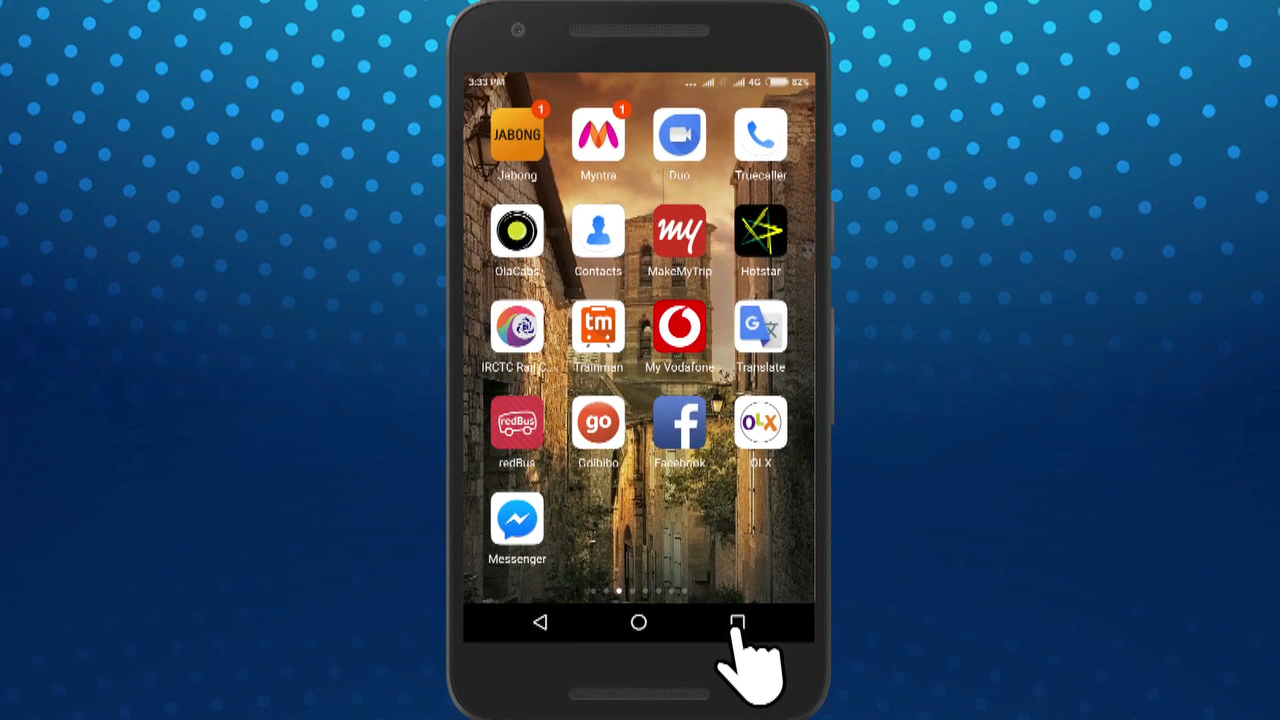 3:33 PM ... 4G 82%
1 1
JABONG
Jabong Myntra Duo Truecaller
my
OlaCabs Contacts MakeMyTrip Hotstar
tm G
IRCTC Rail C... Trainman My Vodafone Translate
redBus go f OLX
redBus Goibibo Facebook OLX
Messenger